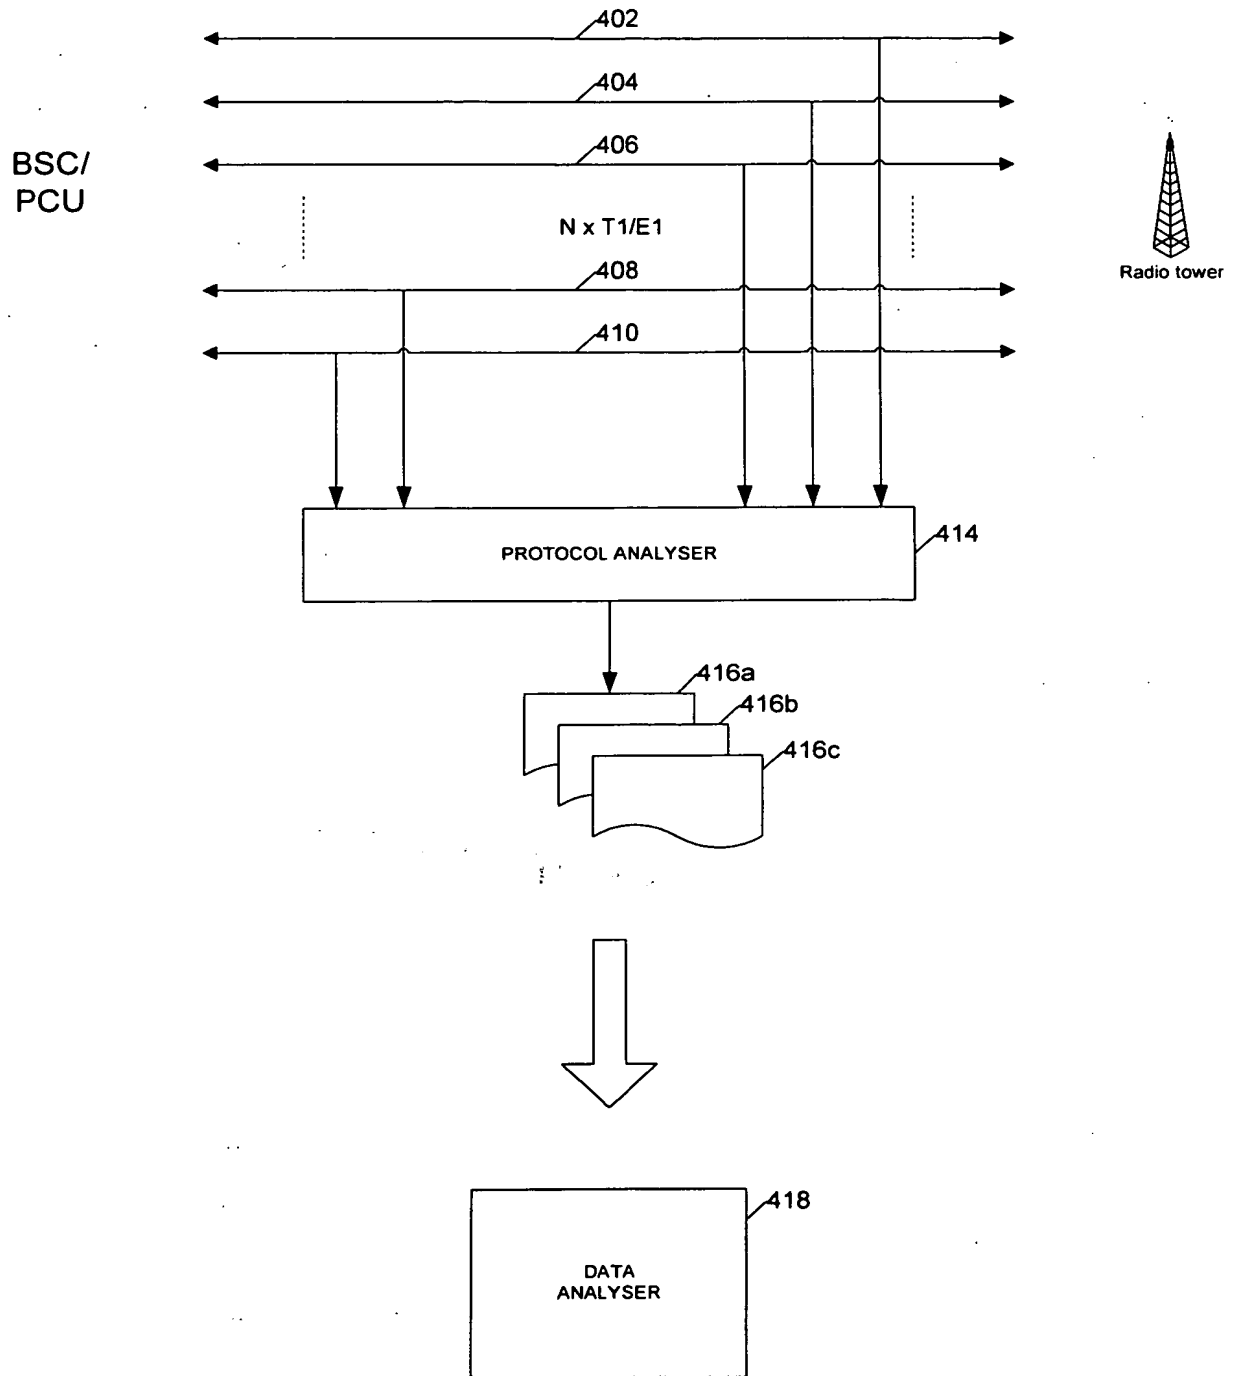 402
404
406
BSC/
PCU
N x T1/E1
Radio tower
408
410
414
PROTOCOL ANALYSER
416a
416b
416c
418
DATA
ANALYSER